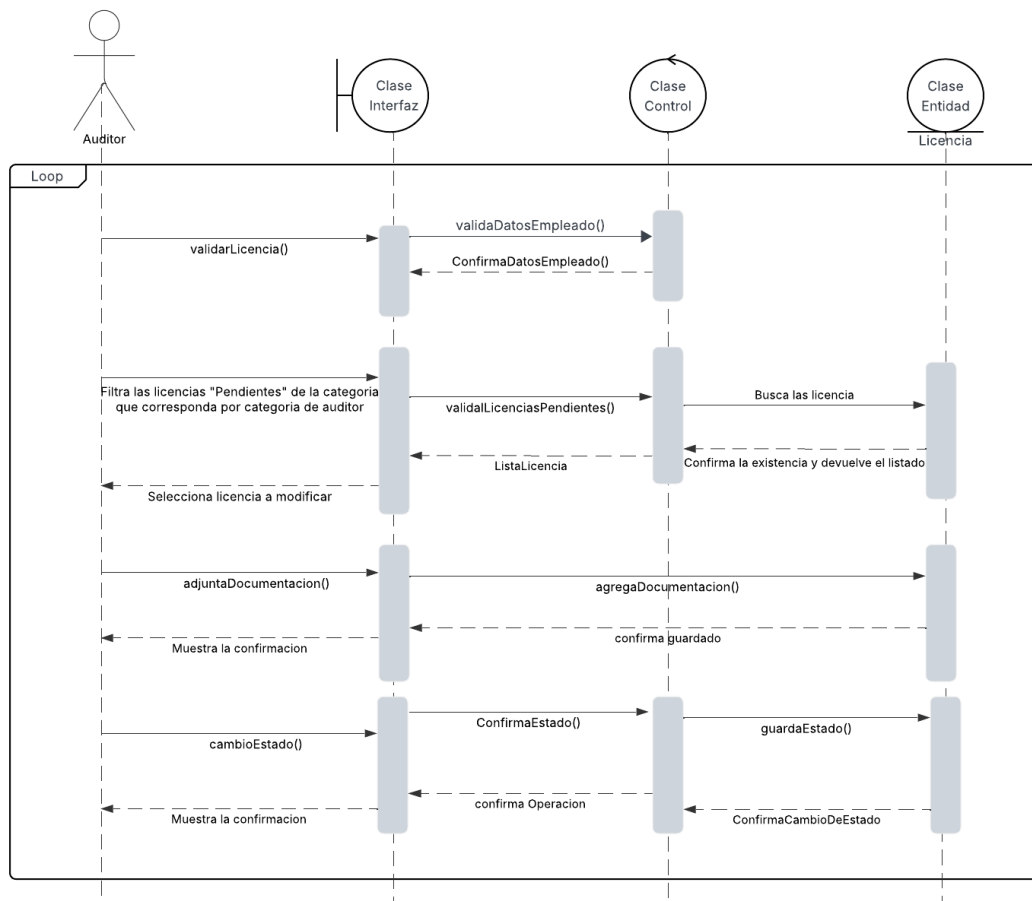 Clase
Interfaz
Clase
Control
Clase
Entidad
Auditor
Licencia
Loop
validaDatosEmpleado()
validarLicencia()
ConfirmaDatosEmpleado()
Filtra las licencias "Pendientes" de la categoria
que corresponda por categoria de auditor
validalLicenciasPendientes()
Busca las licencia
ListaLicencia
Confirma la existencia y devuelve el listado
Selecciona licencia a modificar
adjuntaDocumentacion()
agregaDocumentacion()
confirma guardado
Muestra la confirmacion
ConfirmaEstado()
guardaEstado()
cambioEstado()
confirma Operacion
Muestra la confirmacion
ConfirmaCambioDeEstado